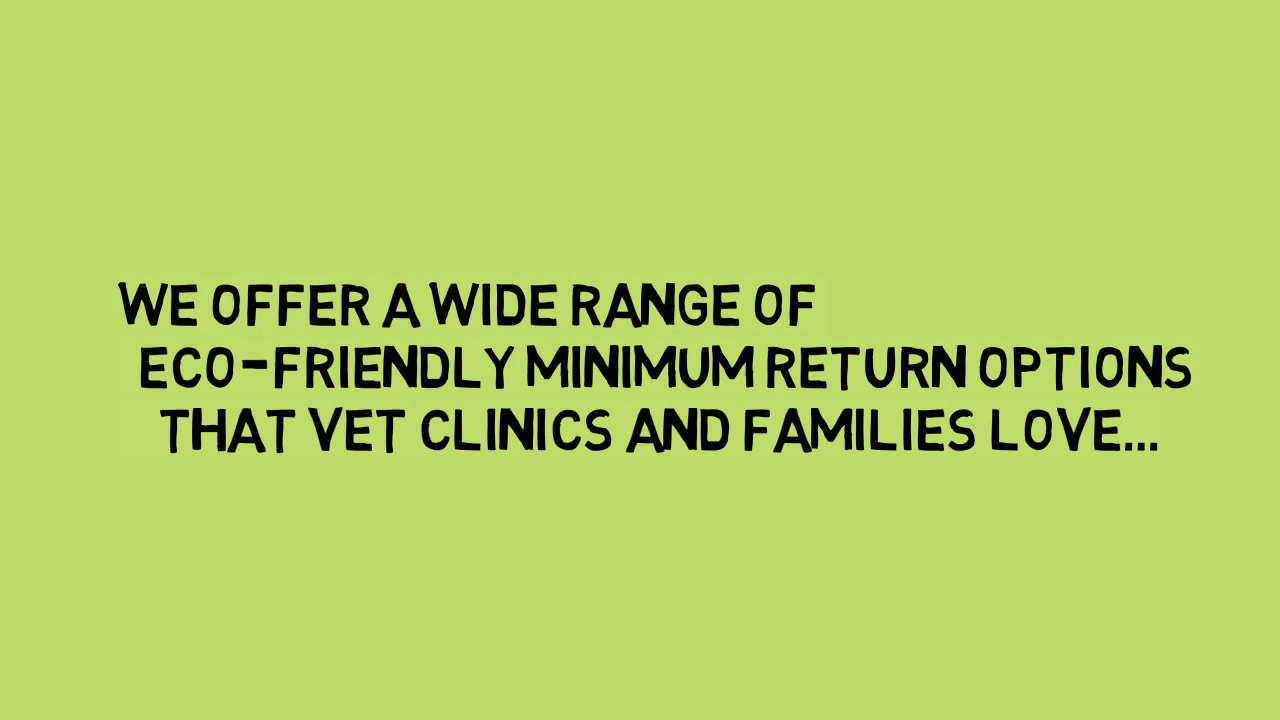 WE OFFER A WIDE RANGE OF
ECO-FRIENDLY MINIMUM RETURN OPTIONS
THAT VET CLINICS AND FAMILIES LOVE...